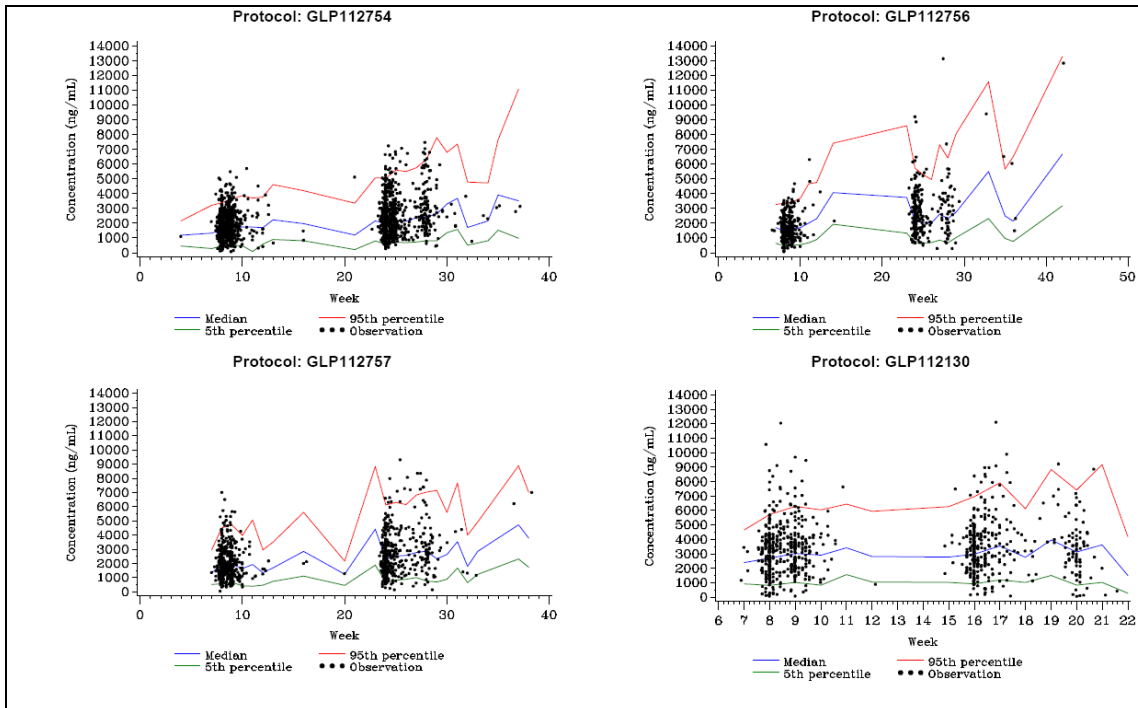 Protocol: GLP112754
14000
13000
12000
11000
10000
9000
8000
7000
6000
5000
4000
3000
2000
1000
0
Concentration (ng/mL)
0 10 20 30 40
Week
Median 95th percentile
5th percentile Observation
Protocol: GLP112756
14000
13000
12000
11000
10000
9000
8000
7000
6000
5000
4000
3000
2000
1000
0
Concentration (ng/mL)
0 10 20 30 40 50
Week
Median 95th percentile
5th percentile Observation
Protocol: GLP112757
14000
13000
12000
11000
10000
9000
8000
7000
6000
5000
4000
3000
2000
1000
0
Concentration (ng/mL)
0 10 20 30 40
Week
Median 95th percentile
5th percentile Observation
Protocol: GLP112130
14000
13000
12000
11000
10000
9000
8000
7000
6000
5000
4000
3000
2000
1000
0
Concentration (ng/mL)
6 7 8 9 10 11 12 13 14 15 16 17 18 19 20 21 22
Week
Median 95th percentile
5th percentile Observation